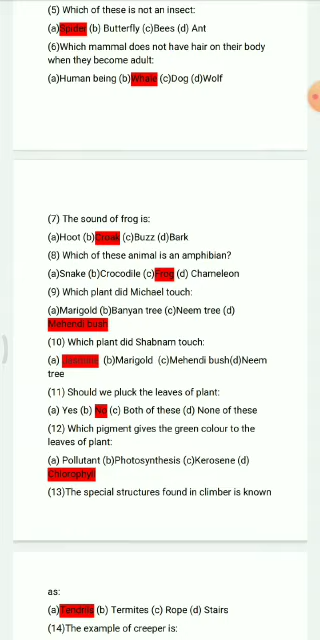 (5) Which of these is not an insect:
(a)Spider (b) Butterfly (c)Bees (d) Ant
(6)Which mammal does not have hair on their body
when they become adult:
(a)Human being (b)Whale (c)Dog (d)Wolf
(7) The sound of frog is:
(a)Hoot (b)Croak (c)Buzz (d)Bark
(8) Which of these animal is an amphibian?
(a)Snake (b)Crocodile (c)Frog (d) Chameleon
(9) Which plant did Michael touch:
(a)Marigold (b)Banyan tree (c)Neem tree (d)
Mehendi bush
(10) Which plant did Shabnam touch:
(a) (b)Marigold (c)Mehendi bush(d)Neem
tree
(11) Should we pluck the leaves of plant:
(a) Yes (b) No (c) Both of these (d) None of these
(12) Which pigment gives the green colour to the
leaves of plant:
(a) Pollutant (b)Photosynthesis (c)Kerosene (d)
Chlorophyll
(13)The special structures found in climber is known
as:
(a)Tendrils (b) Termites (c) Rope (d) Stairs
(14)The example of creeper is: